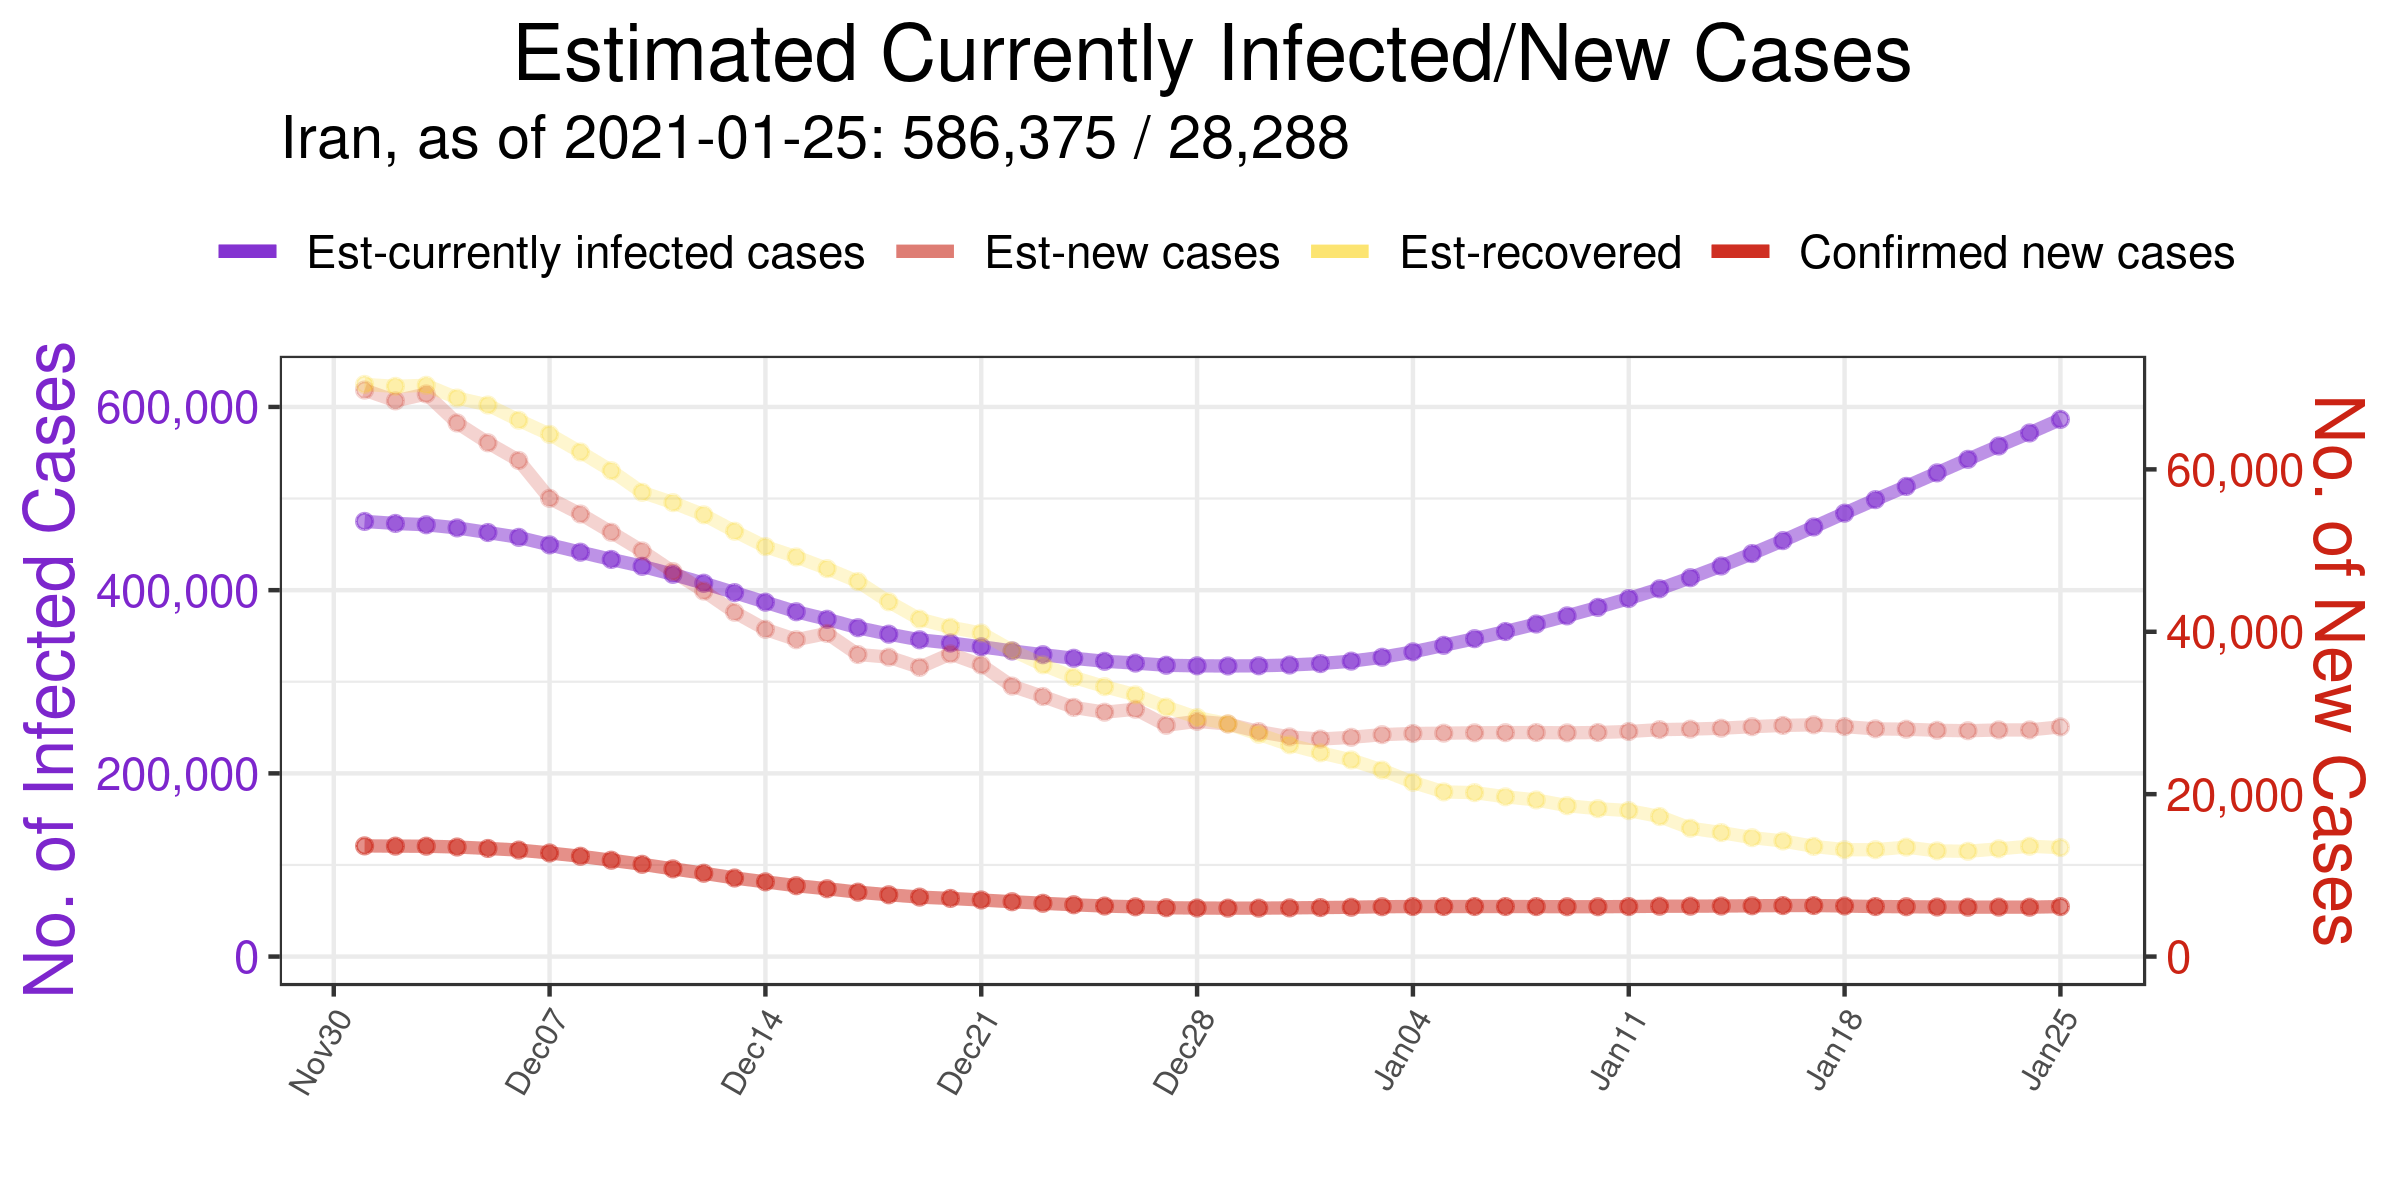 Estimated Currently Infected/New Cases
Iran, as of 2021-01-25: 586,375 / 28,288
Est-currently infected cases
Est-new cases
Est-recovered
Confirmed new cases
No. of Infected Cases
600,000
400,000
200,000
0
60,000
40,000
20,000
0
No. of New Cases
Nov30
Dec07
Dec14
Dec21
Dec28
Jan04
Jan11
Jan18
Jan25